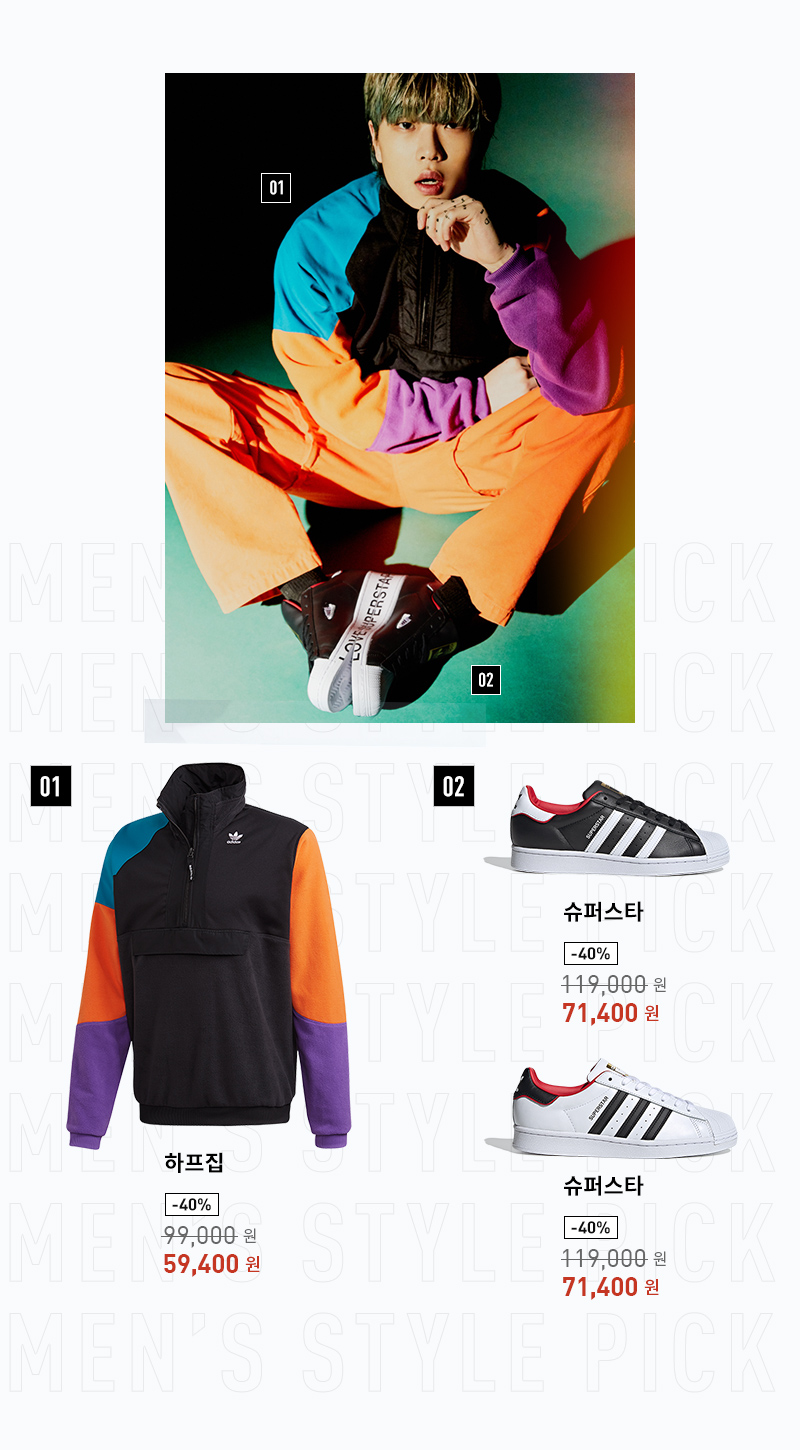 01
LOVE SUPERSTAR
02
MEN'S STYLE PICK
MEN'S STYLE PICK
MEN'S STYLE PICK
MEN'S STYLE PICK
MEN'S STYLE PICK
MEN'S STYLE PICK
MEN'S STYLE PICK
MEN'S STYLE PICK
01
adidas
하프집
-40%
99,000 원
59,400 원
02
SUPERSTAR
슈퍼스타
-40%
119,000 원
71,400 원
SUPERSTAR
슈퍼스타
-40%
119,000 원
71,400 원